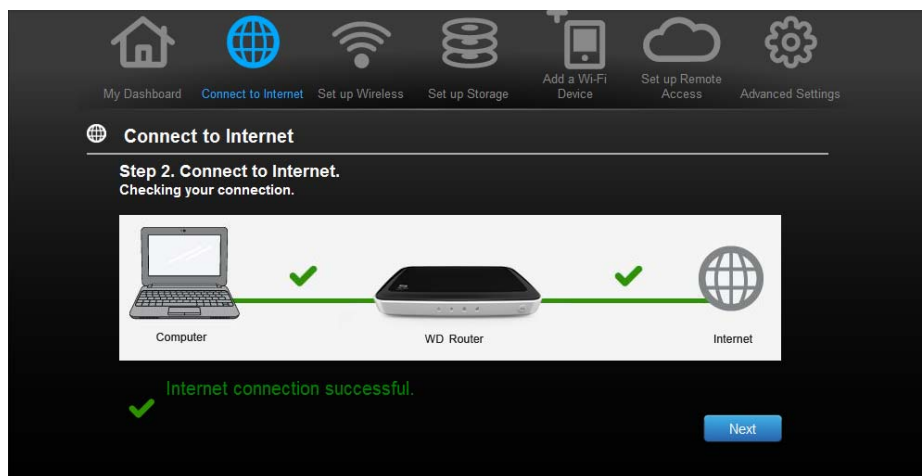 My Dashboard
Connect to Internet
Set up Wireless
Set up Storage
Add a Wi-Fi
Device
Set up Remote
Access
Advanced Settings
Connect to Internet
Step 2. Connect to Internet.
Checking your connection.
Computer
WD Router
Internet
Internet connection successful.
Next